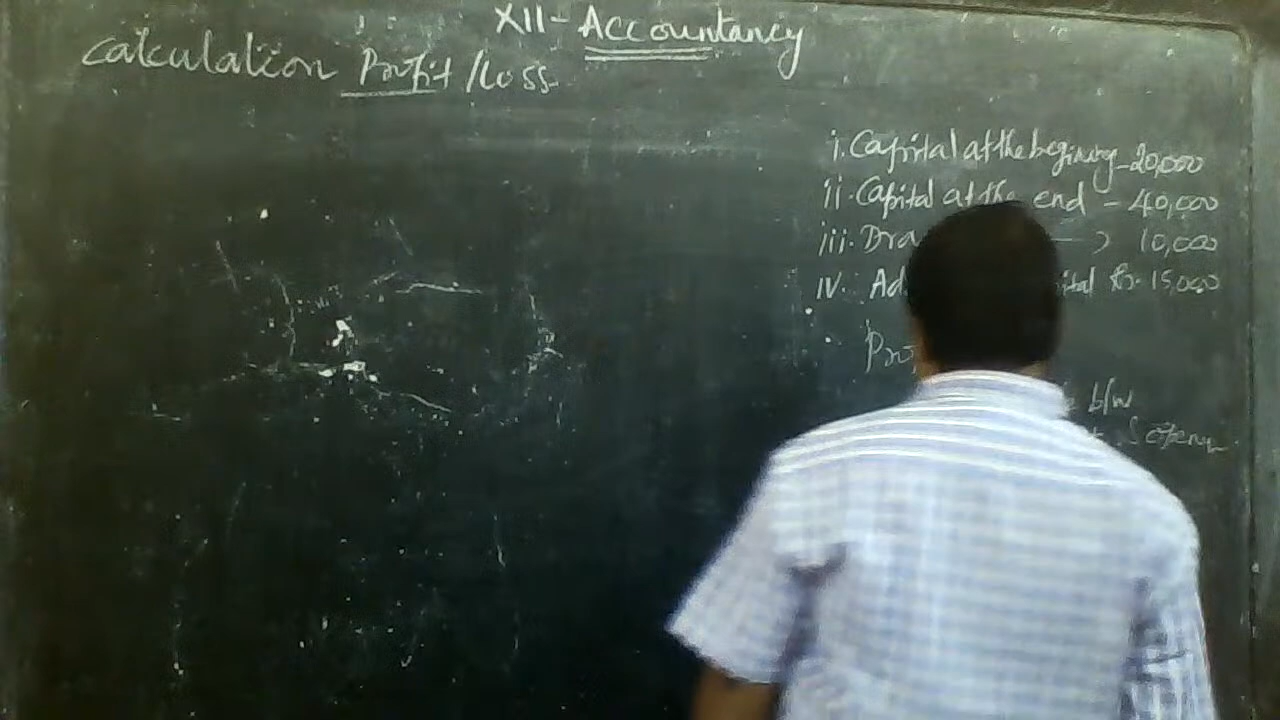 XII - Accountancy
Calculation Profit / Loss
i. Capital at the begining - 20,000
ii. Capital at the end - 40,000
iii. Dra 10,000
iv. Ad ital Rs. 15,000
Pro
b/w